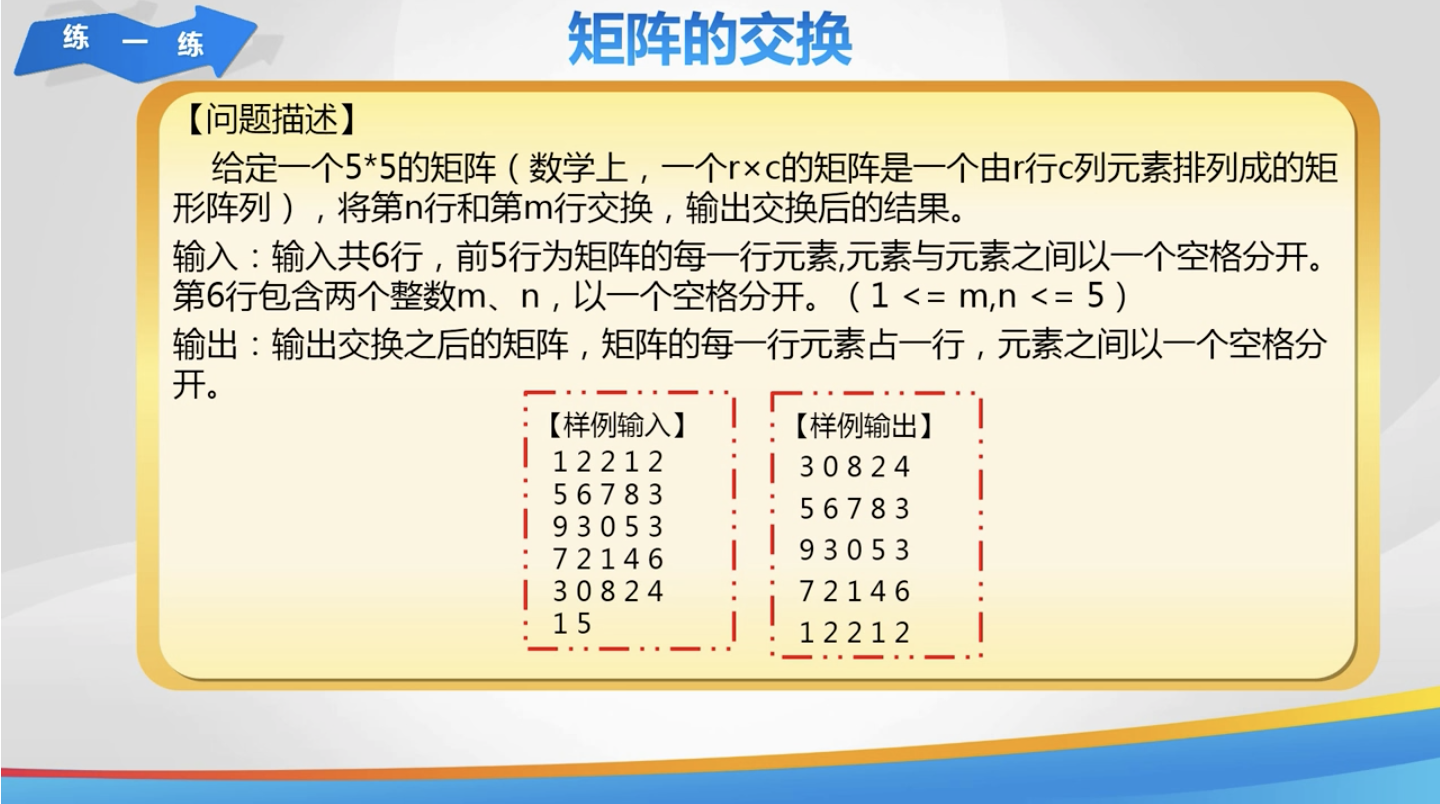 练一练
矩阵的交换
【问题描述】
给定一个5*5的矩阵（数学上，一个r×c的矩阵是一个由r行c列元素排列成的矩
形阵列），将第n行和第m行交换，输出交换后的结果。
输入：输入共6行，前5行为矩阵的每一行元素,元素与元素之间以一个空格分开。
第6行包含两个整数m、n，以一个空格分开。（1 <= m,n <= 5）
输出：输出交换之后的矩阵，矩阵的每一行元素占一行，元素之间以一个空格分
开。
【样例输入】
1 2 2 1 2
5 6 7 8 3
9 3 0 5 3
7 2 1 4 6
3 0 8 2 4
1 5
【样例输出】
3 0 8 2 4
5 6 7 8 3
9 3 0 5 3
7 2 1 4 6
1 2 2 1 2